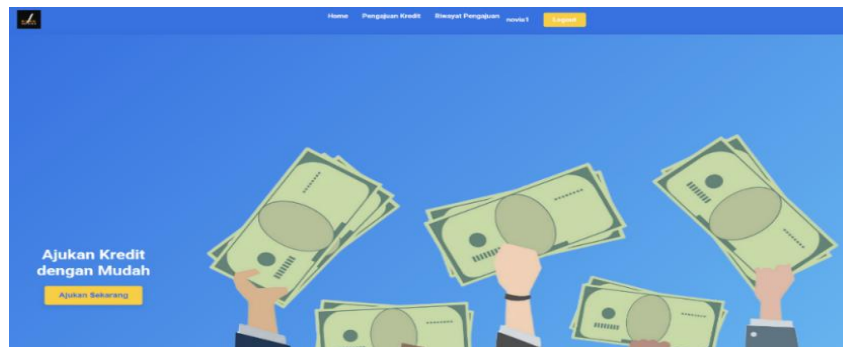 Home Pengajuan Kredit Riwayat Pengajuan novie1 Logout
Ajukan Kredit
dengan Mudah
Ajukan Sekarang